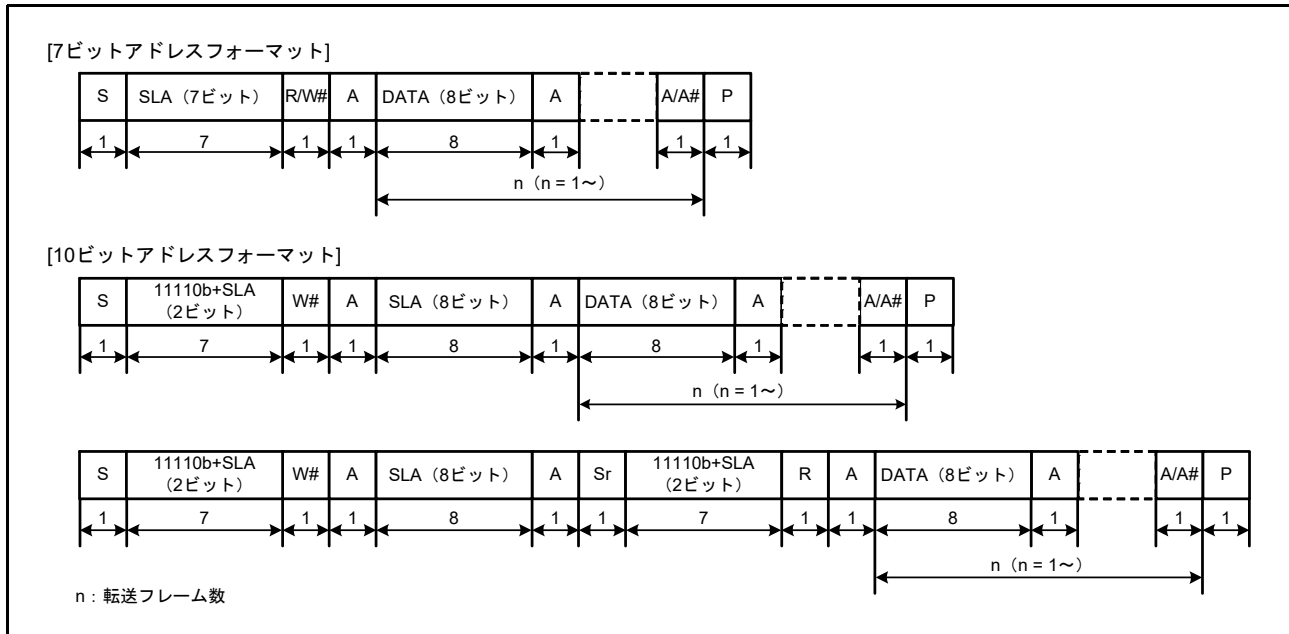 [7ビットアドレスフォーマット]
S SLA（7ビット） R/W# A DATA（8ビット） A A/A# P
1 7 1 1 8 1 1 1
n（n = 1～）
[10ビットアドレスフォーマット]
S 11110b+SLA（2ビット） W# A SLA（8ビット） A DATA（8ビット） A A/A# P
1 7 1 1 8 1 8 1 1 1
n（n = 1～）
S 11110b+SLA（2ビット） W# A SLA（8ビット） A Sr 11110b+SLA（2ビット） R A DATA（8ビット） A A/A# P
1 7 1 1 8 1 1 7 1 1 8 1 1 1
n（n = 1～）
n：転送フレーム数